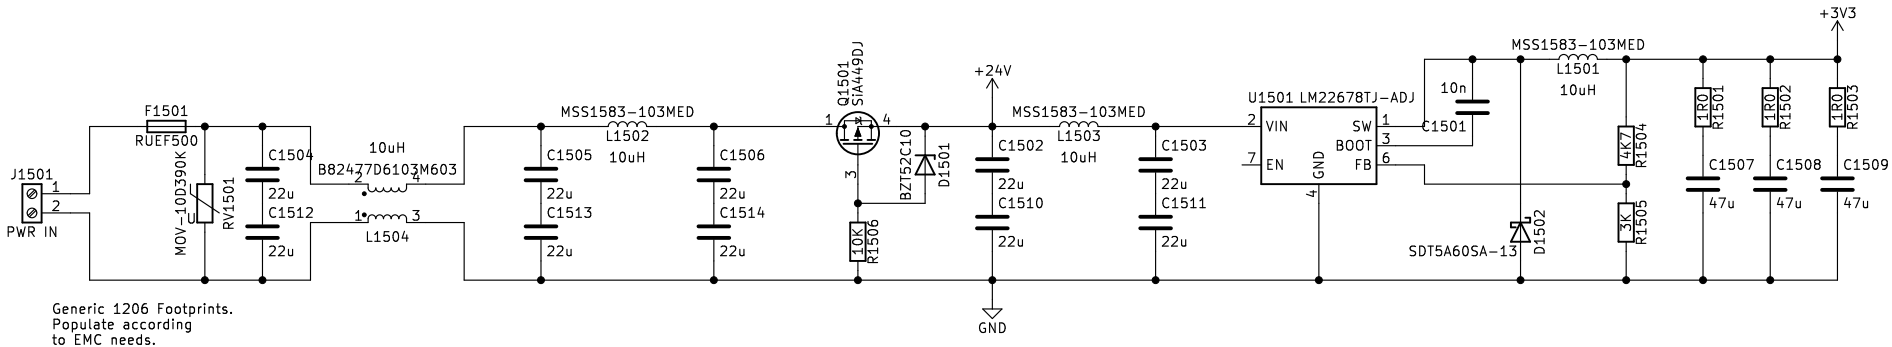 +3V3
MSS1583-103MED
L1501
10uH
Q1501
SiA449DJ
+24V
10n
C1501
U1501 LM22678TJ-ADJ
F1501
RUEF500
MSS1583-103MED
L1502
10uH
1
4
3
MSS1583-103MED
L1503
10uH
2 VIN
SW 1
BOOT 3
7 EN
FB 6
GND
4
1R0
R1501
1R0
R1502
1R0
R1503
4K7
R1504
3K
R1505
J1501
1
2
PWR IN
MOV-10D390K
U
RV1501
C1504
22u
C1512
22u
10uH
B82477D6103M603
2
4
1
3
L1504
C1505
22u
C1513
22u
C1506
22u
C1514
22u
10K
R1506
BZT52C10
D1501
C1502
22u
C1510
22u
C1503
22u
C1511
22u
SDT5A60SA-13
D1502
C1507
47u
C1508
47u
C1509
47u
GND
Generic 1206 Footprints.
Populate according
to EMC needs.